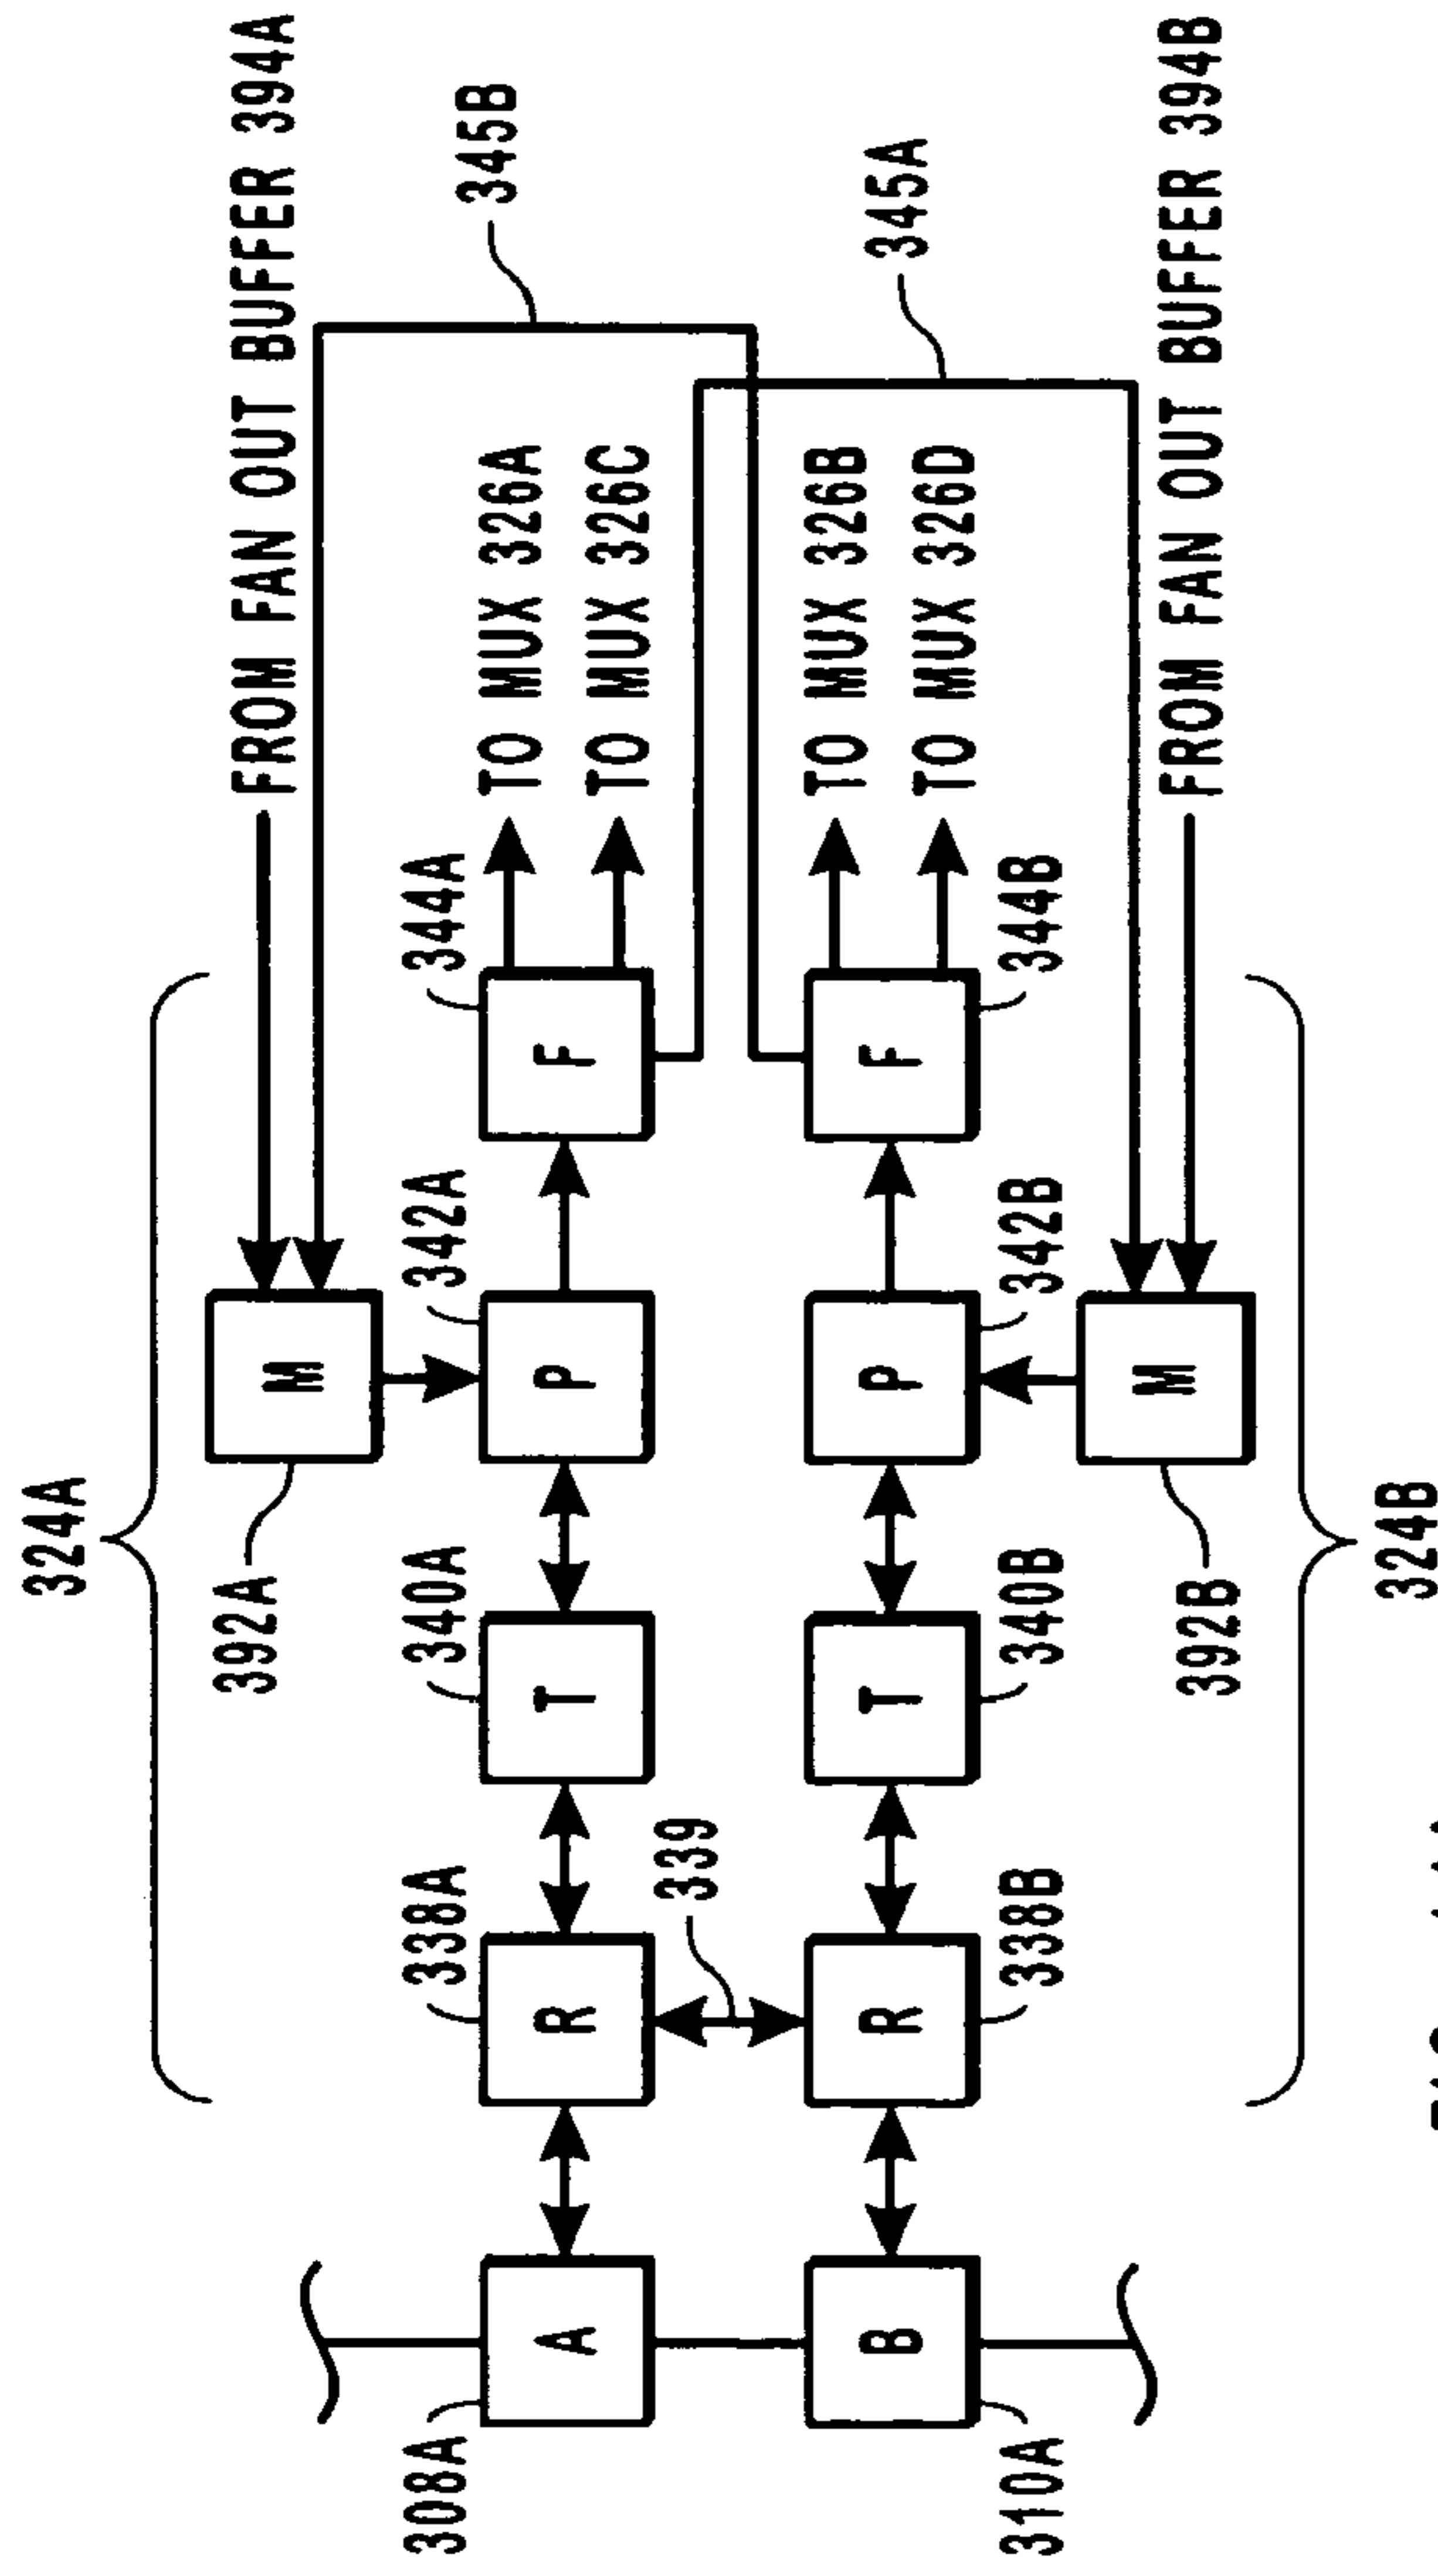 324A
392A
M
FROM FAN OUT BUFFER 394A
345B
308A
338A
340A
342A
344A
A
R
T
P
F
TO MUX 326A
TO MUX 326C
339
345A
B
R
T
P
F
TO MUX 326B
TO MUX 326D
310A
338B
340B
342B
344B
392B
M
FROM FAN OUT BUFFER 394B
324B